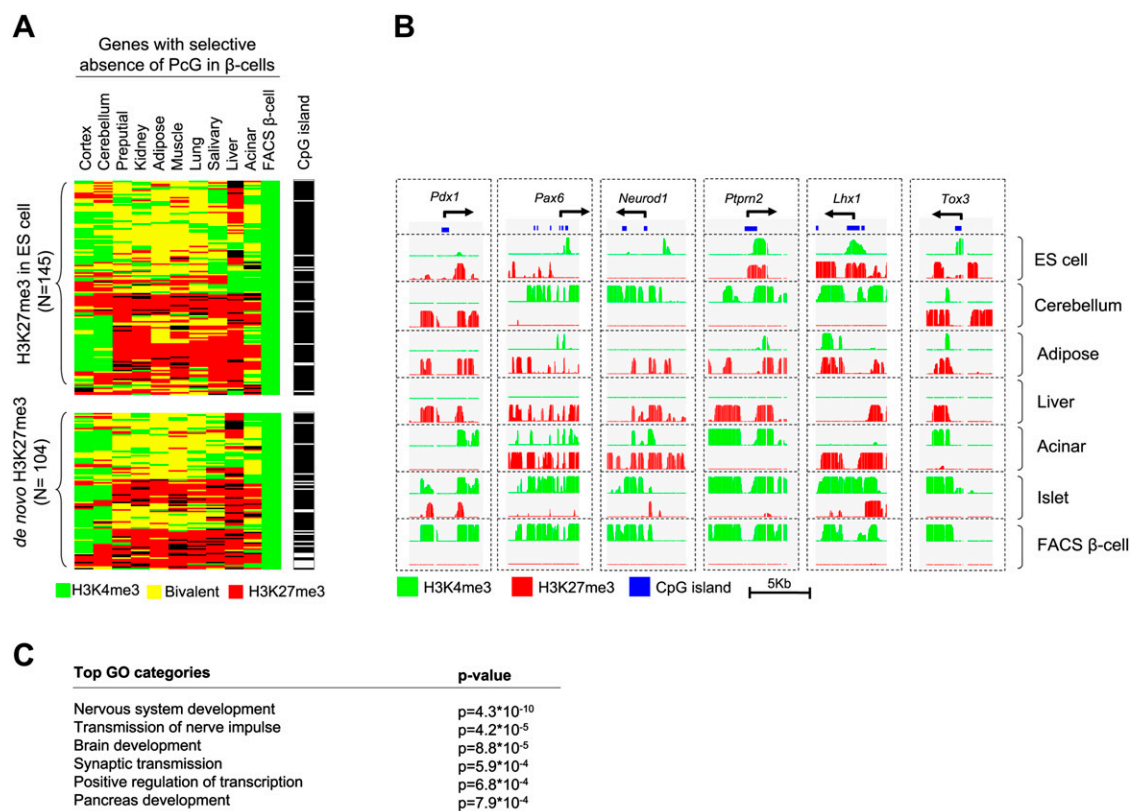 A
Genes with selective
absence of PcG in β-cells
Cortex
Cerebellum
Preputial
Kidney
Adipose
Muscle
Lung
Salivary
Liver
Acinar
FACS β-cell
CpG island
H3K27me3 in ES cell
(N=145)
de novo H3K27me3
(N= 104)
H3K4me3
Bivalent
H3K27me3
B
Pdx1
Pax6
Neurod1
Ptprn2
Lhx1
Tox3
ES cell
Cerebellum
Adipose
Liver
Acinar
Islet
FACS β-cell
H3K4me3
H3K27me3
CpG island
5Kb
C
Top GO categories p-value
Nervous system development p=4.3*10⁻¹⁰
Transmission of nerve impulse p=4.2*10⁻⁵
Brain development p=8.8*10⁻⁵
Synaptic transmission p=5.9*10⁻⁴
Positive regulation of transcription p=6.8*10⁻⁴
Pancreas development p=7.9*10⁻⁴